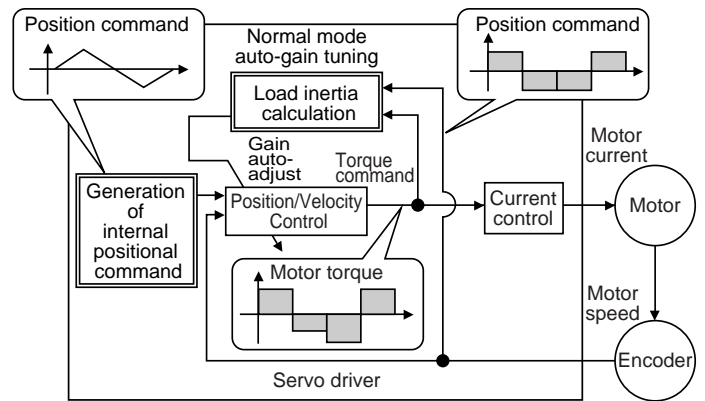 Position command
Normal mode
auto-gain tuning
Position command
Load inertia
calculation
Motor
current
Gain
auto-
adjust
Torque
command
Generation
of
internal
positional
command
Position/Velocity
Control
Current
control
Motor
Motor torque
Motor
speed
Encoder
Servo driver